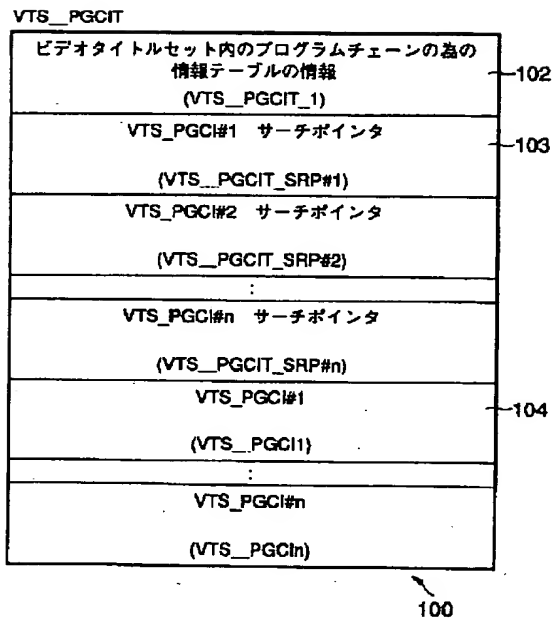 VTS__PGCIT
ビデオタイトルセット内のプログラムチェーンの為の
情報テーブルの情報
(VTS__PGCIT_1)
102
VTS_PGCI#1 サーチポインタ
103
(VTS__PGCIT_SRP#1)
VTS_PGCI#2 サーチポインタ
(VTS__PGCIT_SRP#2)
:
VTS_PGCI#n サーチポインタ
(VTS__PGCIT_SRP#n)
VTS_PGCI#1
104
(VTS__PGCI1)
:
VTS_PGCI#n
(VTS__PGCIn)
100